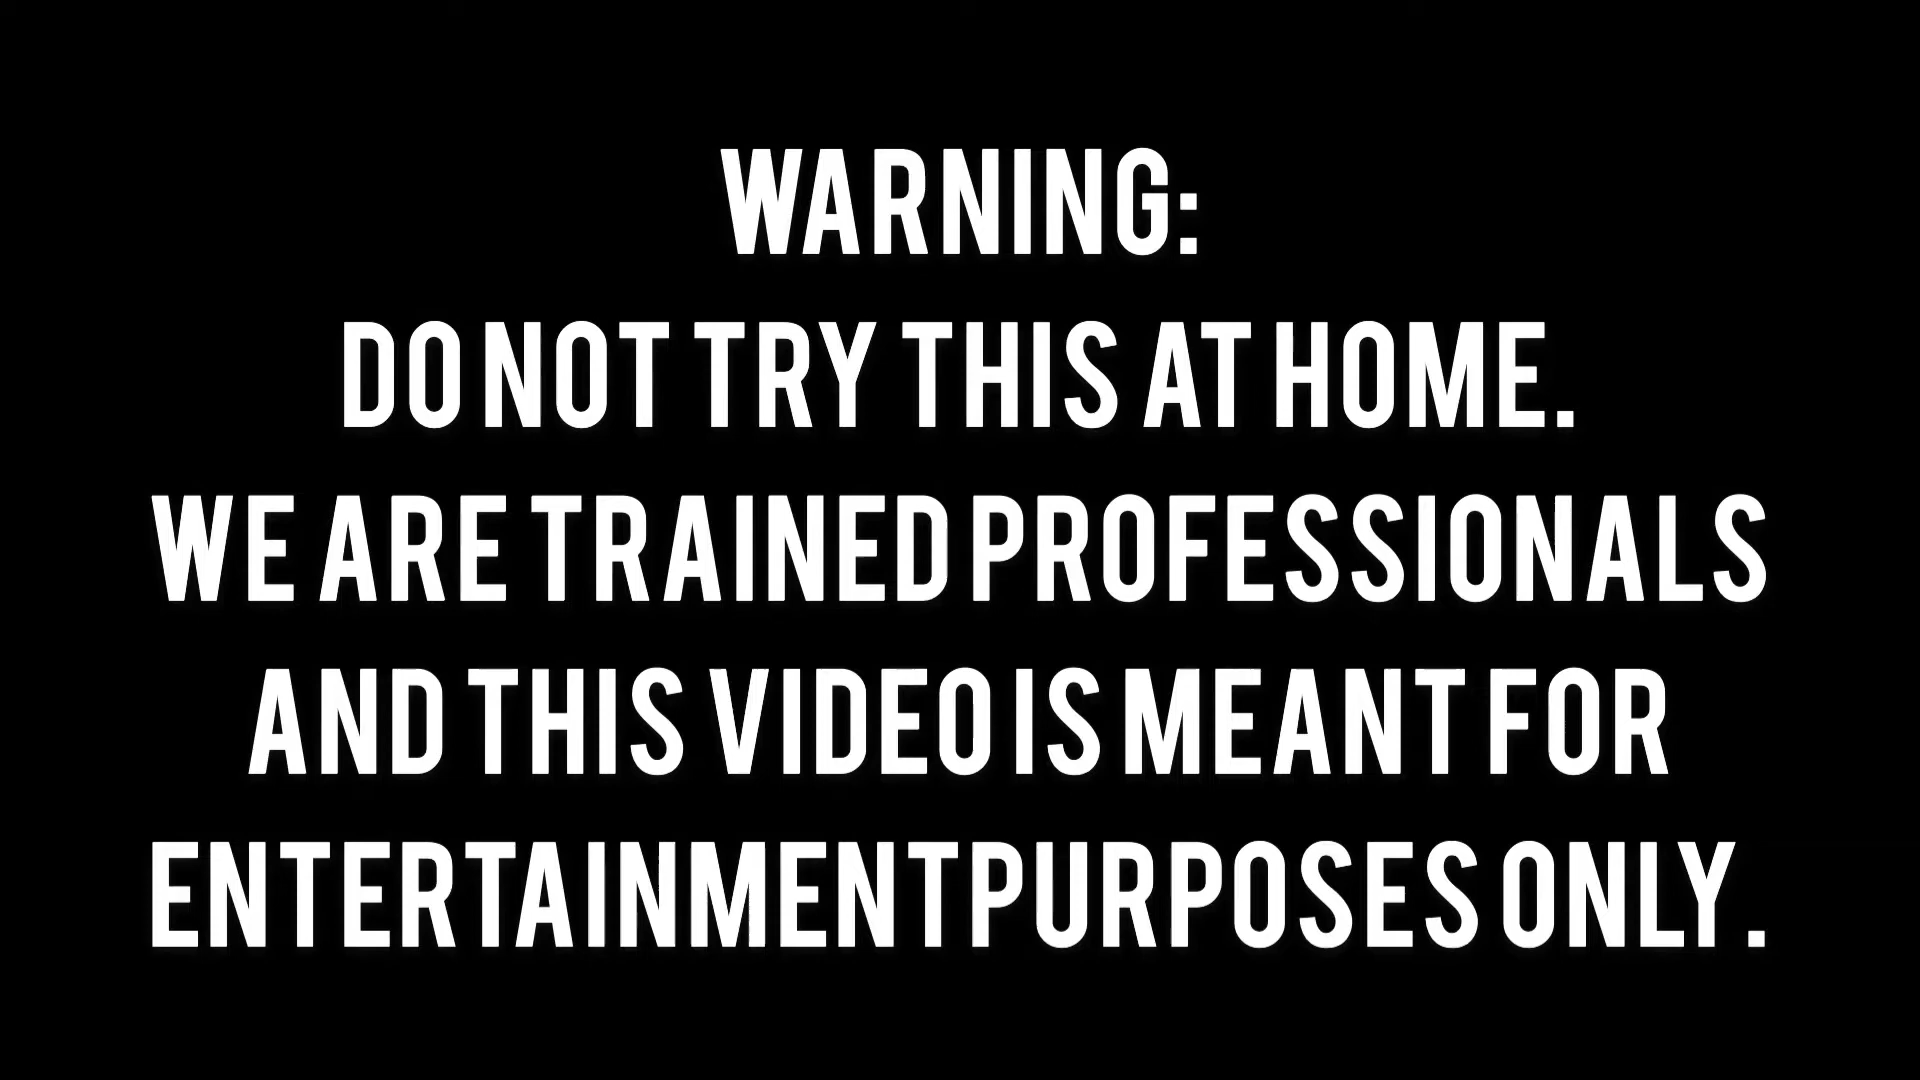 WARNING:
DO NOT TRY THIS AT HOME.
WE ARE TRAINED PROFESSIONALS
AND THIS VIDEO IS MEANT FOR
ENTERTAINMENT PURPOSES ONLY.